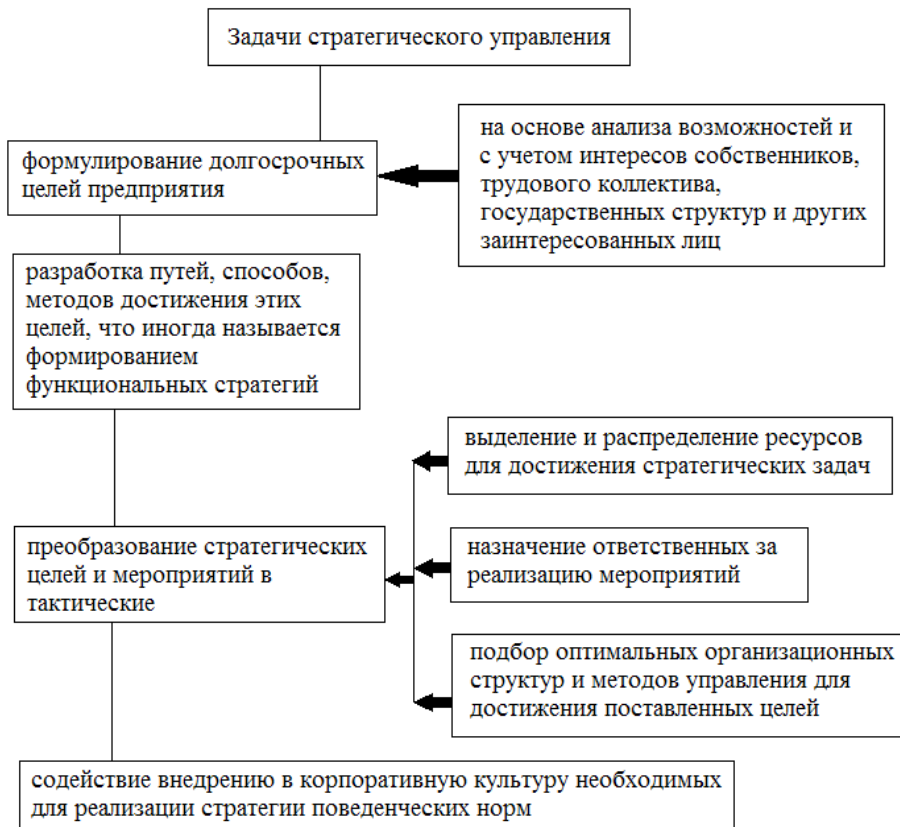 Задачи стратегического управления
формулирование долгосрочных
целей предприятия
на основе анализа возможностей и
с учетом интересов собственников,
трудового коллектива,
государственных структур и других
заинтересованных лиц
разработка путей, способов,
методов достижения этих
целей, что иногда называется
формированием
функциональных стратегий
преобразование стратегических
целей и мероприятий в
тактические
выделение и распределение ресурсов
для достижения стратегических задач
назначение ответственных за
реализацию мероприятий
подбор оптимальных организационных
структур и методов управления для
достижения поставленных целей
содействие внедрению в корпоративную культуру необходимых
для реализации стратегии поведенческих норм